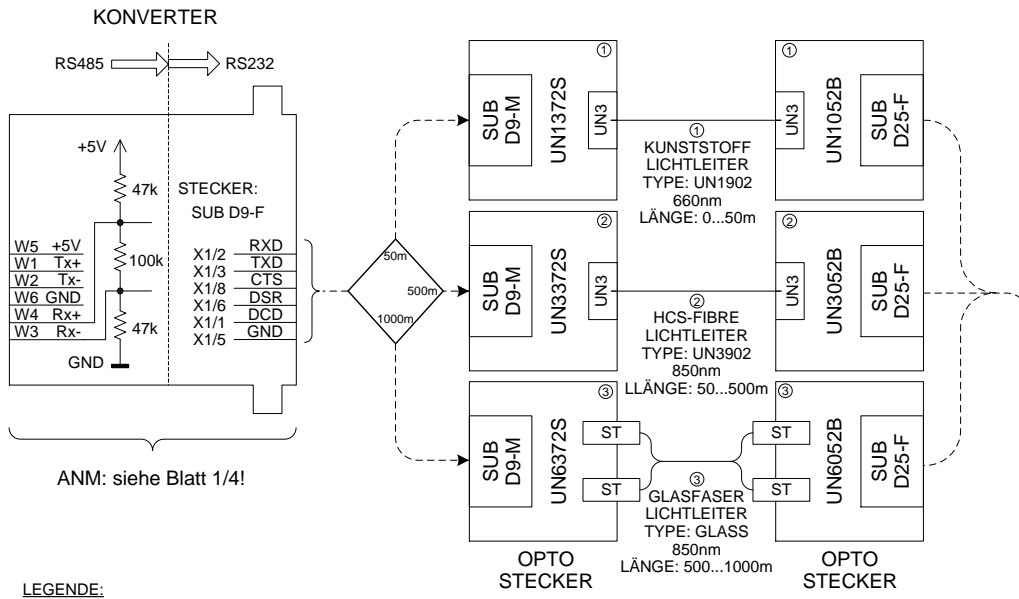 KONVERTER
RS485
RS232
+5V
47k
100k
47k
GND
STECKER:
SUB D9-F
W5 +5V
W1 Tx+
W2 Tx-
W6 GND
W4 Rx+
W3 Rx-
X1/2 RXD
X1/3 TXD
X1/8 CTS
X1/6 DSR
X1/1 DCD
X1/5 GND
ANM: siehe Blatt 1/4!
50m
500m
1000m
1
SUB
D9-M
UN1372S
UN3
1
KUNSTSTOFF
LICHTLEITER
TYPE: UN1902
660nm
LÄNGE: 0...50m
1
UN3
UN1052B
SUB
D25-F
2
SUB
D9-M
UN3372S
UN3
2
HCS-FIBRE
LICHTLEITER
TYPE: UN3902
850nm
LLÄNGE: 50...500m
2
UN3
UN3052B
SUB
D25-F
3
SUB
D9-M
UN6372S
ST
ST
3
GLASFASER
LICHTLEITER
TYPE: GLASS
850nm
LÄNGE: 500...1000m
3
ST
ST
UN6052B
SUB
D25-F
OPTO
STECKER
OPTO
STECKER
LEGENDE: